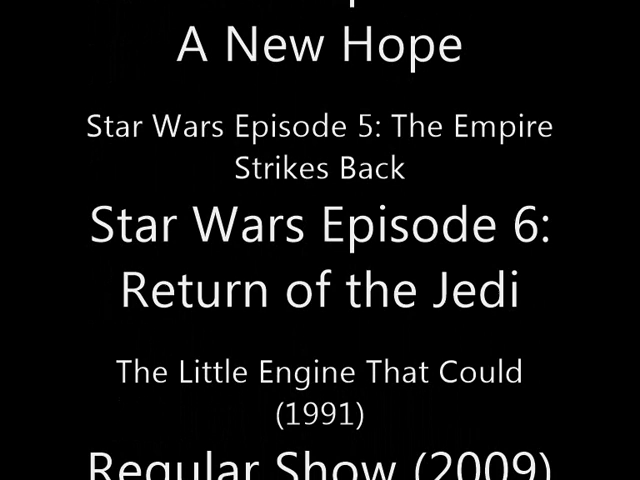 A New Hope
Star Wars Episode 5: The Empire
Strikes Back
Star Wars Episode 6:
Return of the Jedi
The Little Engine That Could
(1991)
Regular Show (2009)